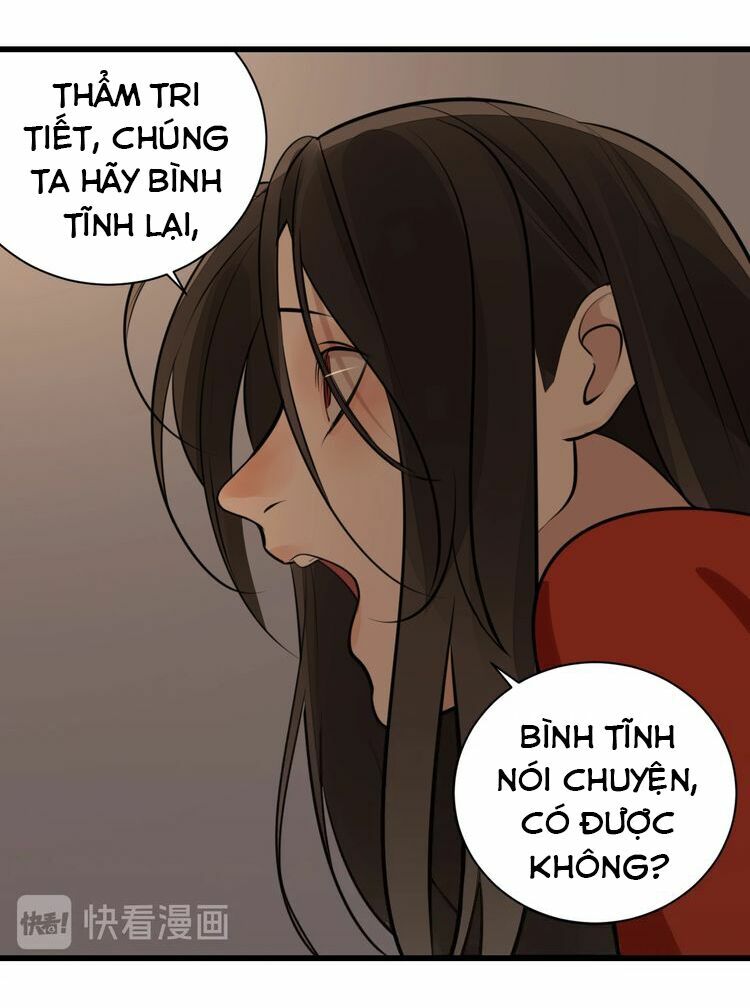 THẨM TRI
TIẾT, CHÚNG
TA HÃY BÌNH
TĨNH LẠI,
BÌNH TĨNH
NÓI CHUYỆN,
CÓ ĐƯỢC
KHÔNG?
快看! 快看漫画